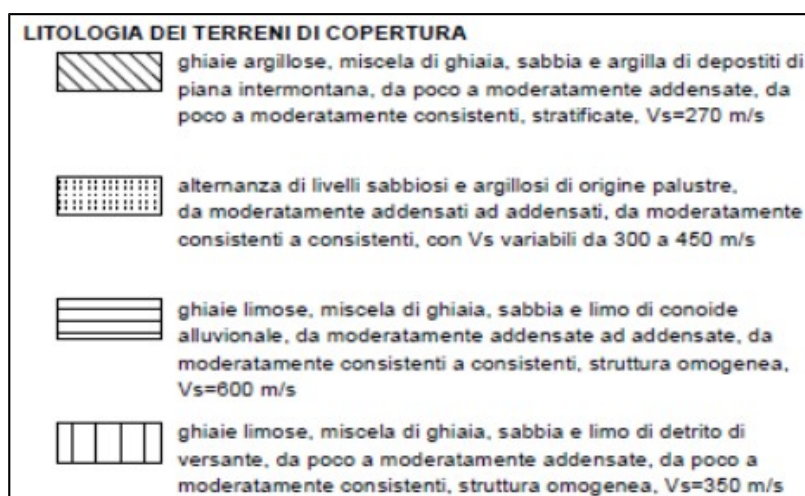 LITOLOGIA DEI TERRENI DI COPERTURA
ghiaie argillose, miscela di ghiaia, sabbia e argilla di depostiti di
piana intermontana, da poco a moderatamente addensate, da
poco a moderatamente consistenti, stratificate, Vs=270 m/s
alternanza di livelli sabbiosi e argillosi di origine palustre,
da moderatamente addensati ad addensati, da moderatamente
consistenti a consistenti, con Vs variabili da 300 a 450 m/s
ghiaie limose, miscela di ghiaia, sabbia e limo di conoide
alluvionale, da moderatamente addensate ad addensate, da
moderatamente consistenti a consistenti, struttura omogenea,
Vs=600 m/s
ghiaie limose, miscela di ghiaia, sabbia e limo di detrito di
versante, da poco a moderatamente addensate, da poco a
moderatamente consistenti, struttura omogenea, Vs=350 m/s